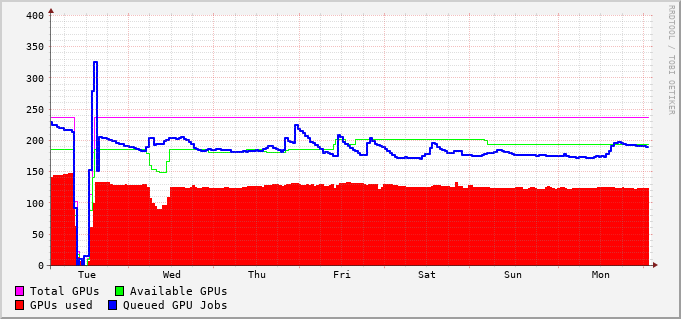 400
350
300
250
200
150
100
50
0
Tue Wed Thu Fri Sat Sun Mon
Total GPUs Available GPUs
GPUs used Queued GPU Jobs
RRDTOOL / TOBI OETIKER